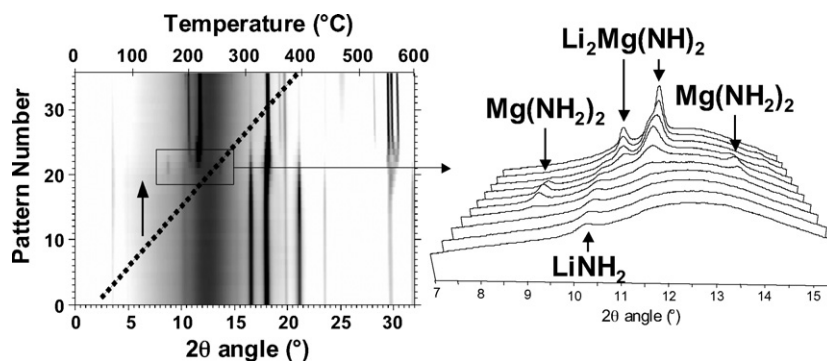 Temperature (°C)
0 100 200 300 400 500 600
Pattern Number
30
20
10
0
0 5 10 15 20 25 30
2θ angle (°)
Li₂Mg(NH)₂
Mg(NH₂)₂
Mg(NH₂)₂
LiNH₂
7 8 9 10 11 12 13 14 15
2θ angle (°)